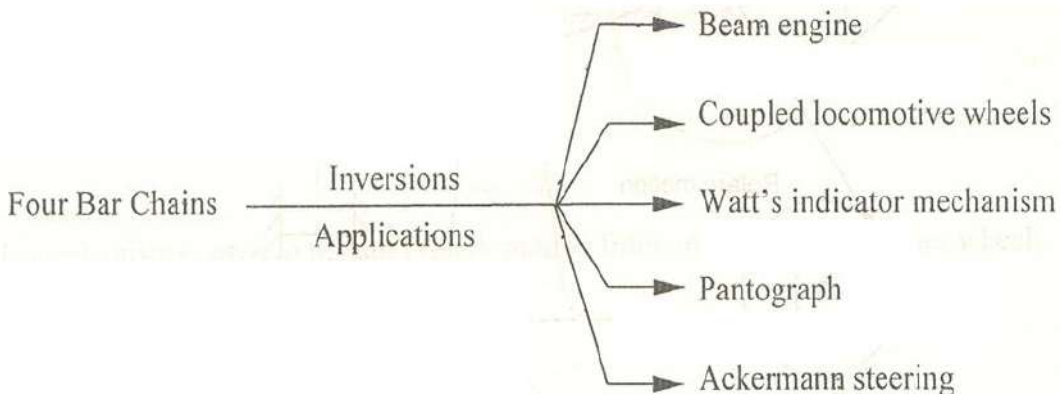 Beam engine
Coupled locomotive wheels
Four Bar Chains
Inversions
Applications
Watt's indicator mechanism
Pantograph
Ackermann steering